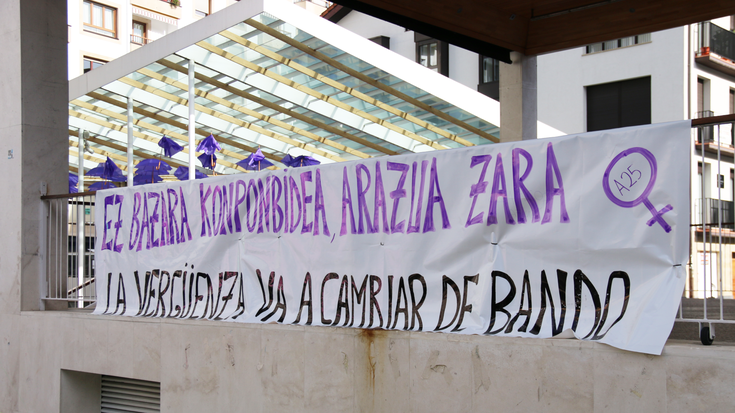 EZ BAZARA KONPONBIDEA, ARAZUA ZARA
A25
LA VERGÜENZA VA A CAMBIAR DE BANDO